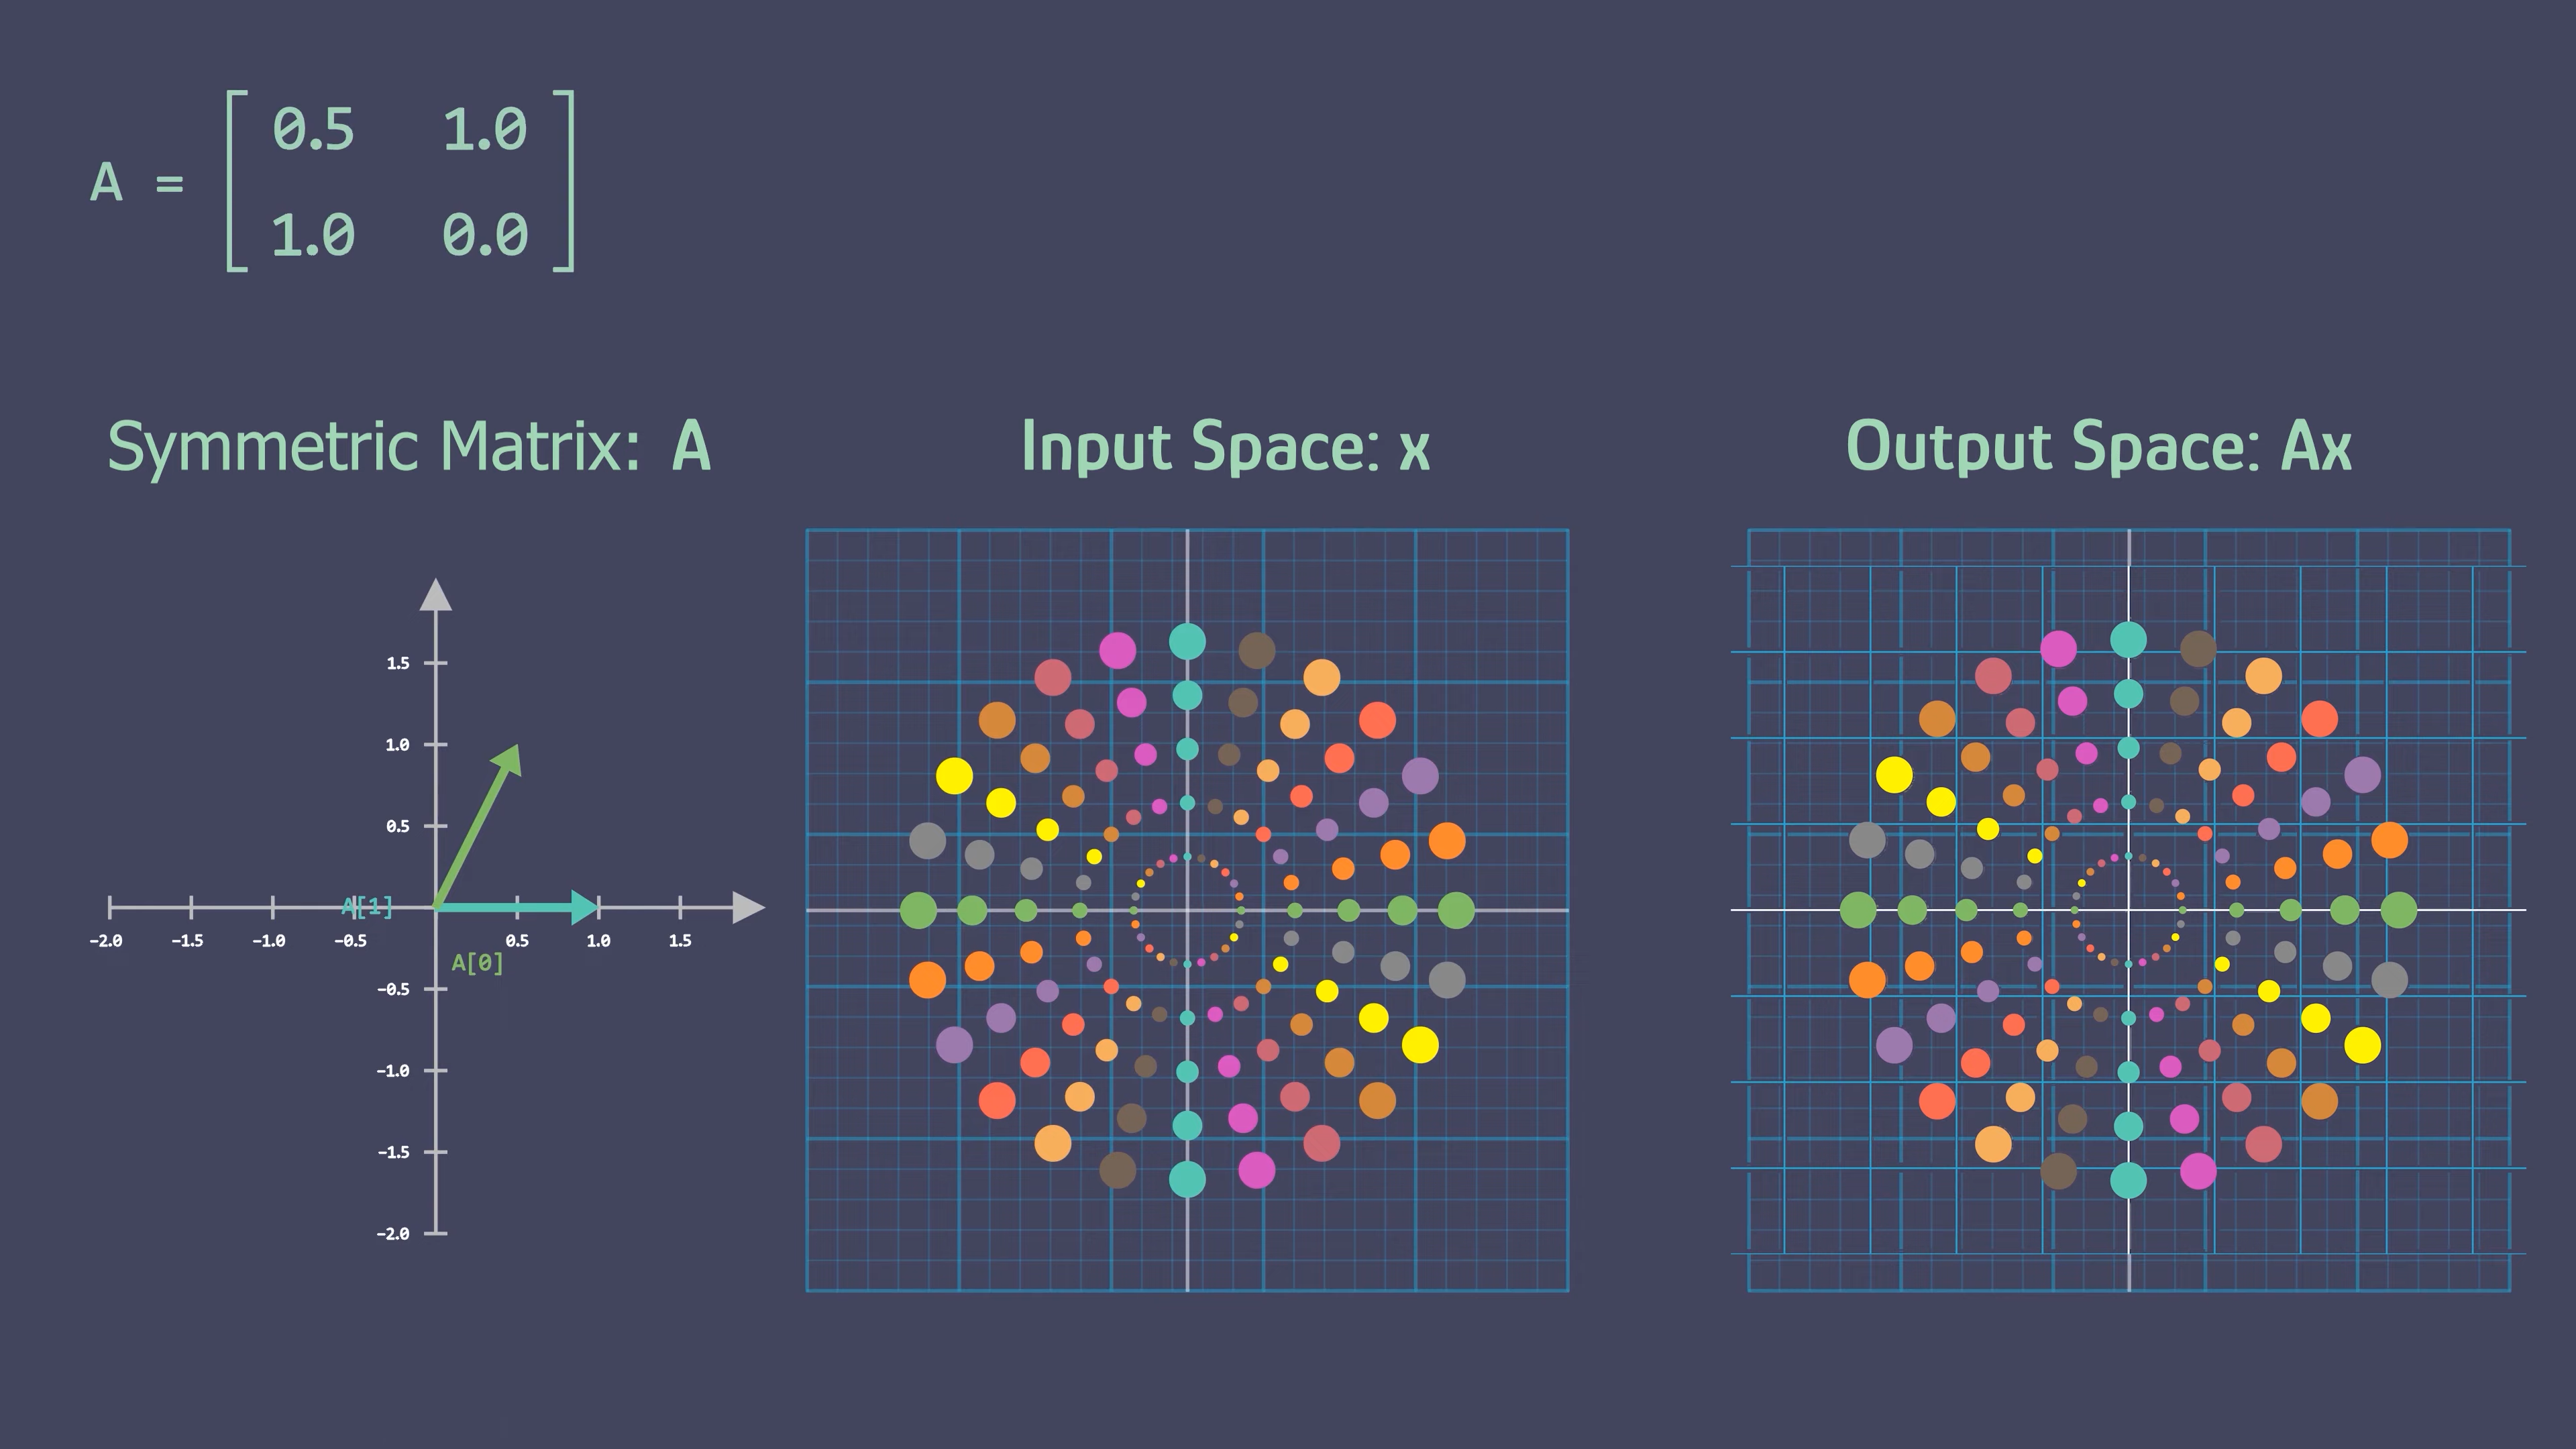 A = [ 0.5 1.0
1.0 0.0 ]
Symmetric Matrix: A
Input Space: x
Output Space: Ax
1.5
1.0
0.5
A[1]
-2.0 -1.5 -1.0 -0.5 0.5 1.0 1.5
A[0]
-0.5
-1.0
-1.5
-2.0